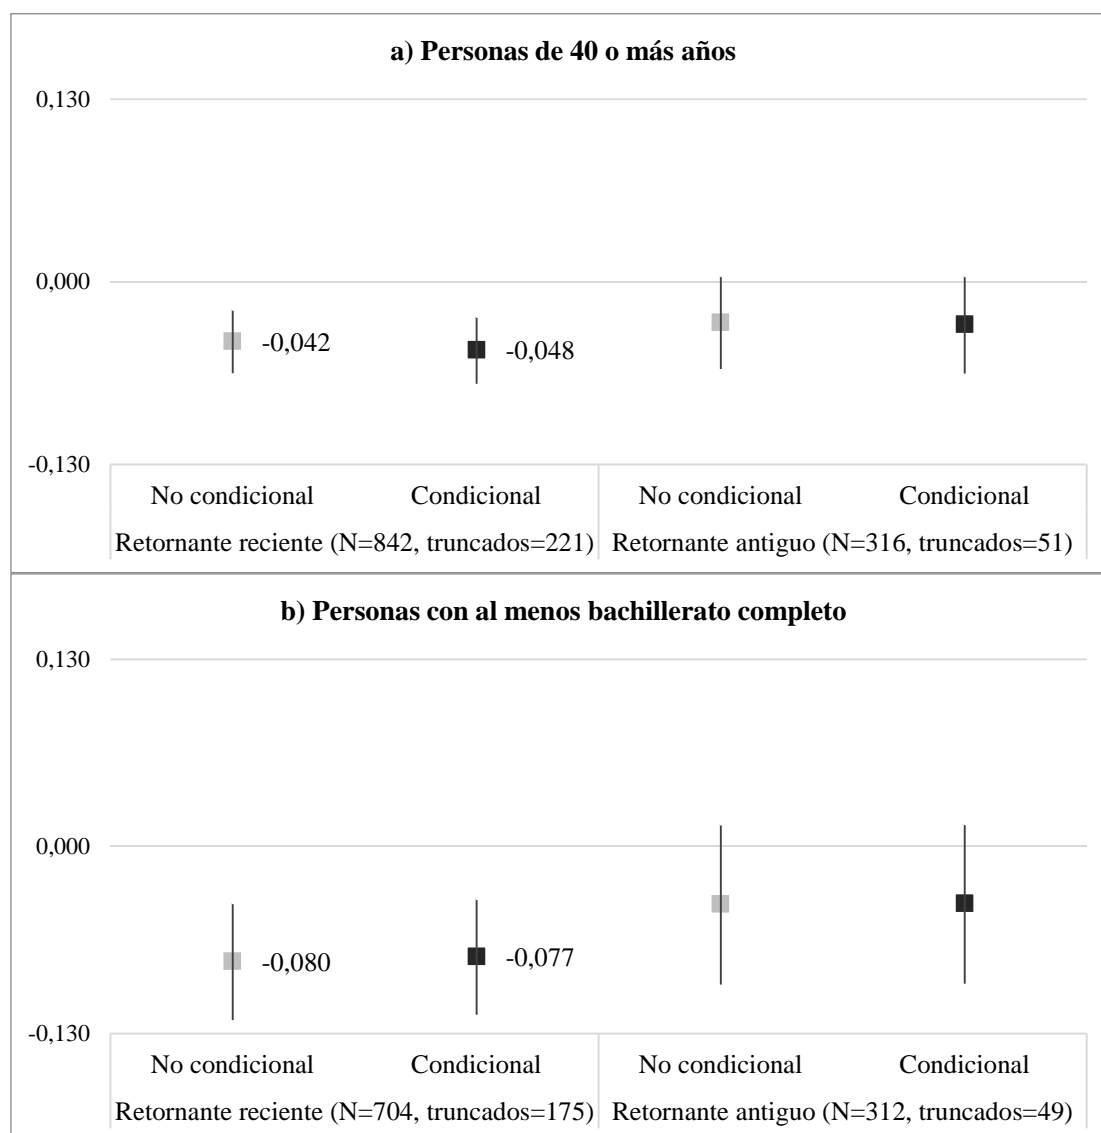 a) Personas de 40 o más años
0,130
0,000
-0,042
-0,048
-0,130
No condicional Condicional No condicional Condicional
Retornante reciente (N=842, truncados=221) Retornante antiguo (N=316, truncados=51)
b) Personas con al menos bachillerato completo
0,130
0,000
-0,080
-0,077
-0,130
No condicional Condicional No condicional Condicional
Retornante reciente (N=704, truncados=175) Retornante antiguo (N=312, truncados=49)